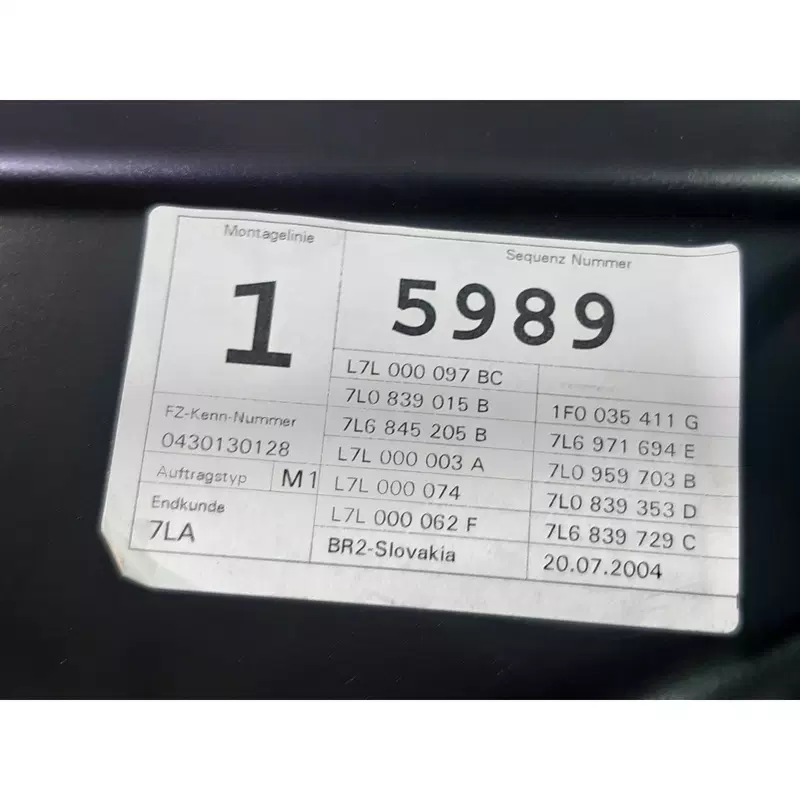 Montagelinie
1
Sequenz Nummer
5989
L7L 000 097 BC
7L0 839 015 B
7L6 845 205 B
L7L 000 003 A
L7L 000 074
L7L 000 062 F
BR2-Slovakia
1F0 035 411 G
7L6 971 694 E
7L0 959 703 B
7L0 839 353 D
7L6 839 729 C
20.07.2004
FZ-Kenn-Nummer
0430130128
Auftragstyp M1
Endkunde
7LA